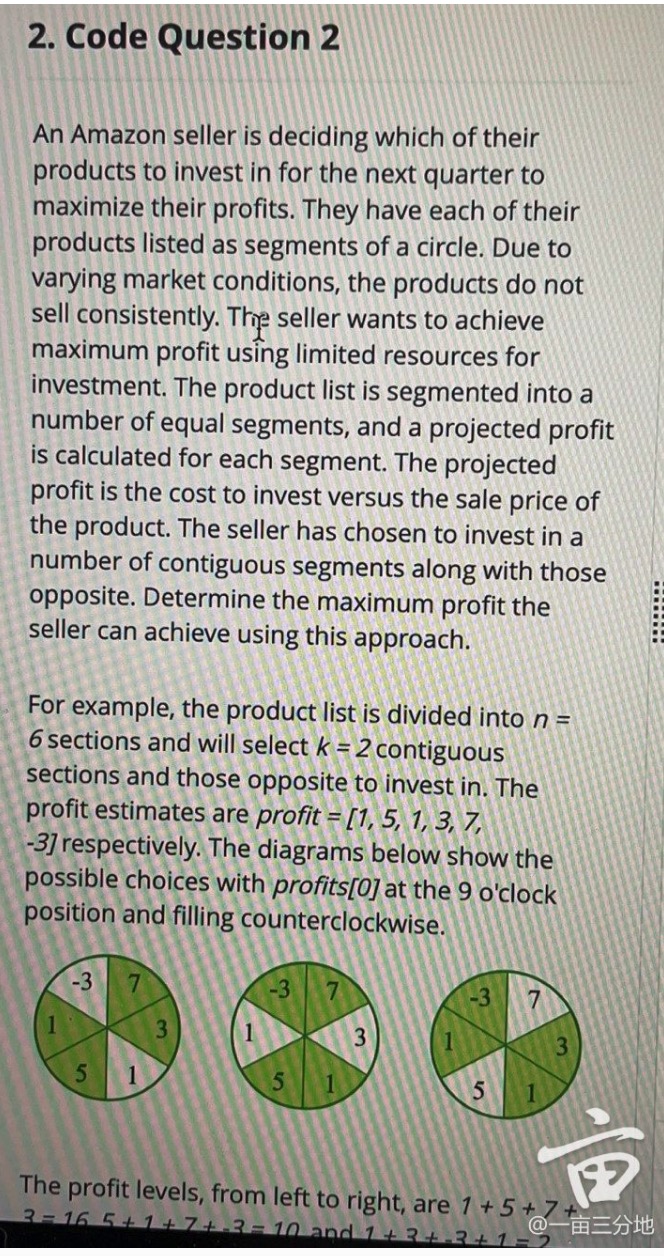 2. Code Question 2
An Amazon seller is deciding which of their
products to invest in for the next quarter to
maximize their profits. They have each of their
products listed as segments of a circle. Due to
varying market conditions, the products do not
sell consistently. The seller wants to achieve
maximum profit using limited resources for
investment. The product list is segmented into a
number of equal segments, and a projected profit
is calculated for each segment. The projected
profit is the cost to invest versus the sale price of
the product. The seller has chosen to invest in a
number of contiguous segments along with those
opposite. Determine the maximum profit the
seller can achieve using this approach.
For example, the product list is divided into n =
6 sections and will select k = 2 contiguous
sections and those opposite to invest in. The
profit estimates are profit = [1, 5, 1, 3, 7,
-3] respectively. The diagrams below show the
possible choices with profits[0] at the 9 o'clock
position and filling counterclockwise.
-3 7
1 3
5 1
-3 7
1 3
5 1
-3 7
1 3
5 1
The profit levels, from left to right, are 1 + 5 + 7 +
3 = 16, 5 + 1 + 7 + -3 = 10, and 1 + 3 + -3 + 1 = 2
亩
@一亩三分地